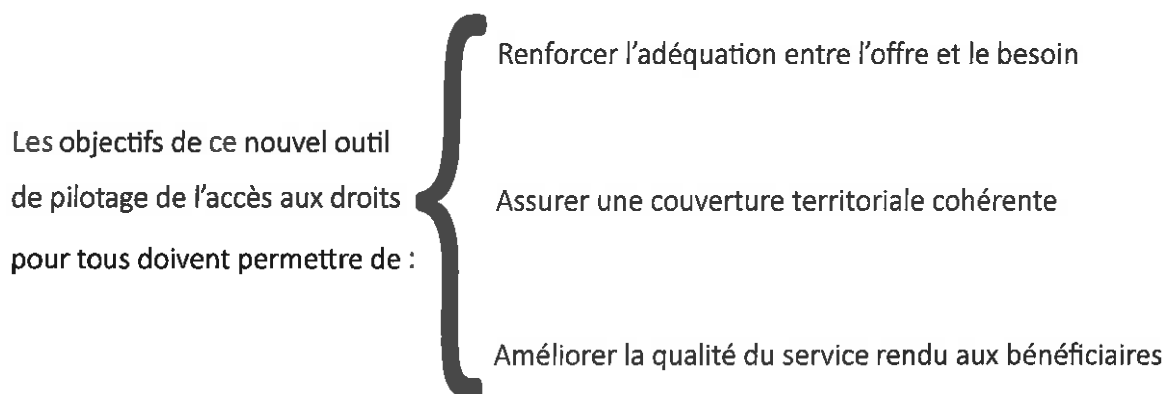 Les objectifs de ce nouvel outil
de pilotage de l'accès aux droits
pour tous doivent permettre de :
Renforcer l'adéquation entre l'offre et le besoin
Assurer une couverture territoriale cohérente
Améliorer la qualité du service rendu aux bénéficiaires